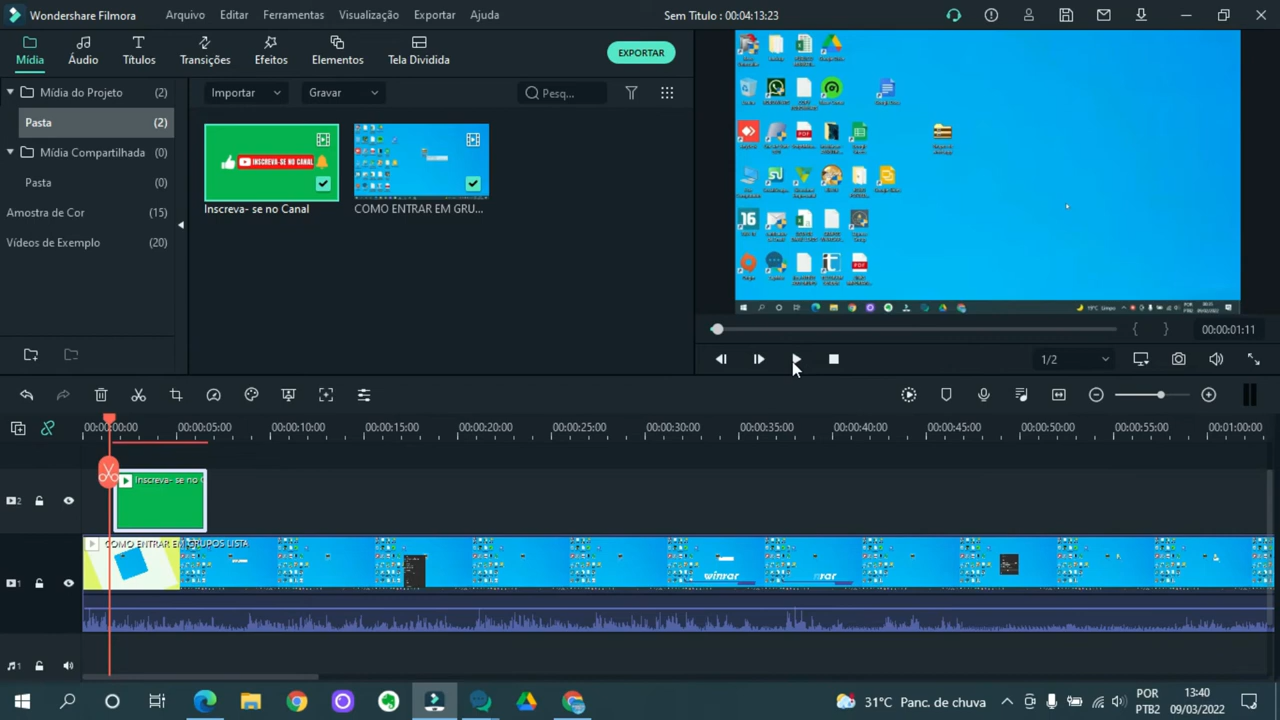 Wondershare Filmora
Arquivo Editar Ferramentas Visualização Exportar Ajuda
Sem Titulo : 00:04:13:23
Mídia
Títulos
Transições
Efeitos
Elementos
Tela Dividida
EXPORTAR
Mídia do Projeto (2)
Importar
Gravar
Pesq...
Pasta (2)
(0)
Pasta (0)
Amostra de Cor (15)
Vídeos de Exemplo (20)
INSCREVA-SE NO CANAL
Inscreva- se no Canal
COMO ENTRAR EM GRU...
00:00:01:11
1/2
00:00:00:00 00:00:05:00 00:00:10:00 00:00:15:00 00:00:20:00 00:00:25:00 00:00:30:00 00:00:35:00 00:00:40:00 00:00:45:00 00:00:50:00 00:00:55:00 00:01:00:00
2
Inscreva- se no C
1
COMO ENTRAR EM GRUPOS LISTA
winrar
1
31°C Panc. de chuva
POR
PTB2
13:40
09/03/2022